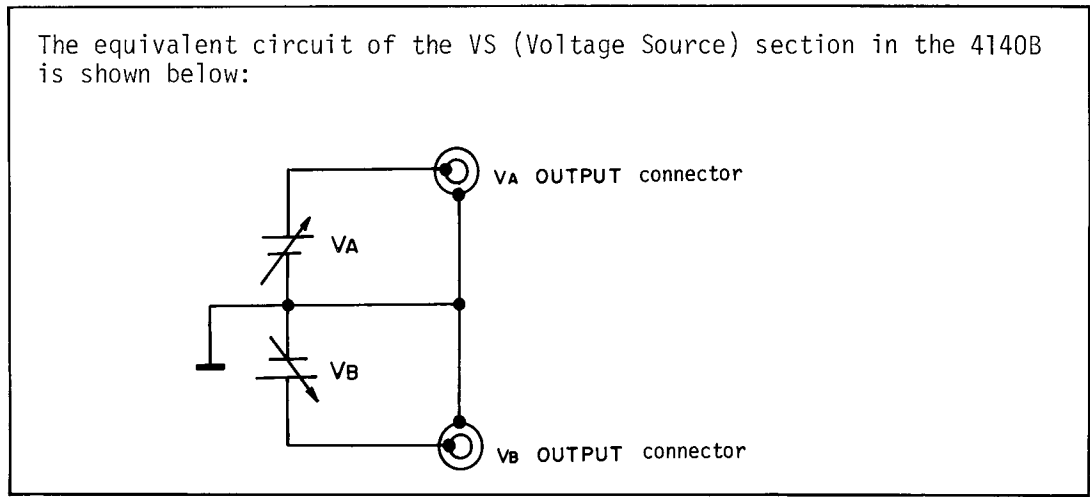 The equivalent circuit of the VS (Voltage Source) section in the 4140B
is shown below:
VA OUTPUT connector
VA
VB
VB OUTPUT connector